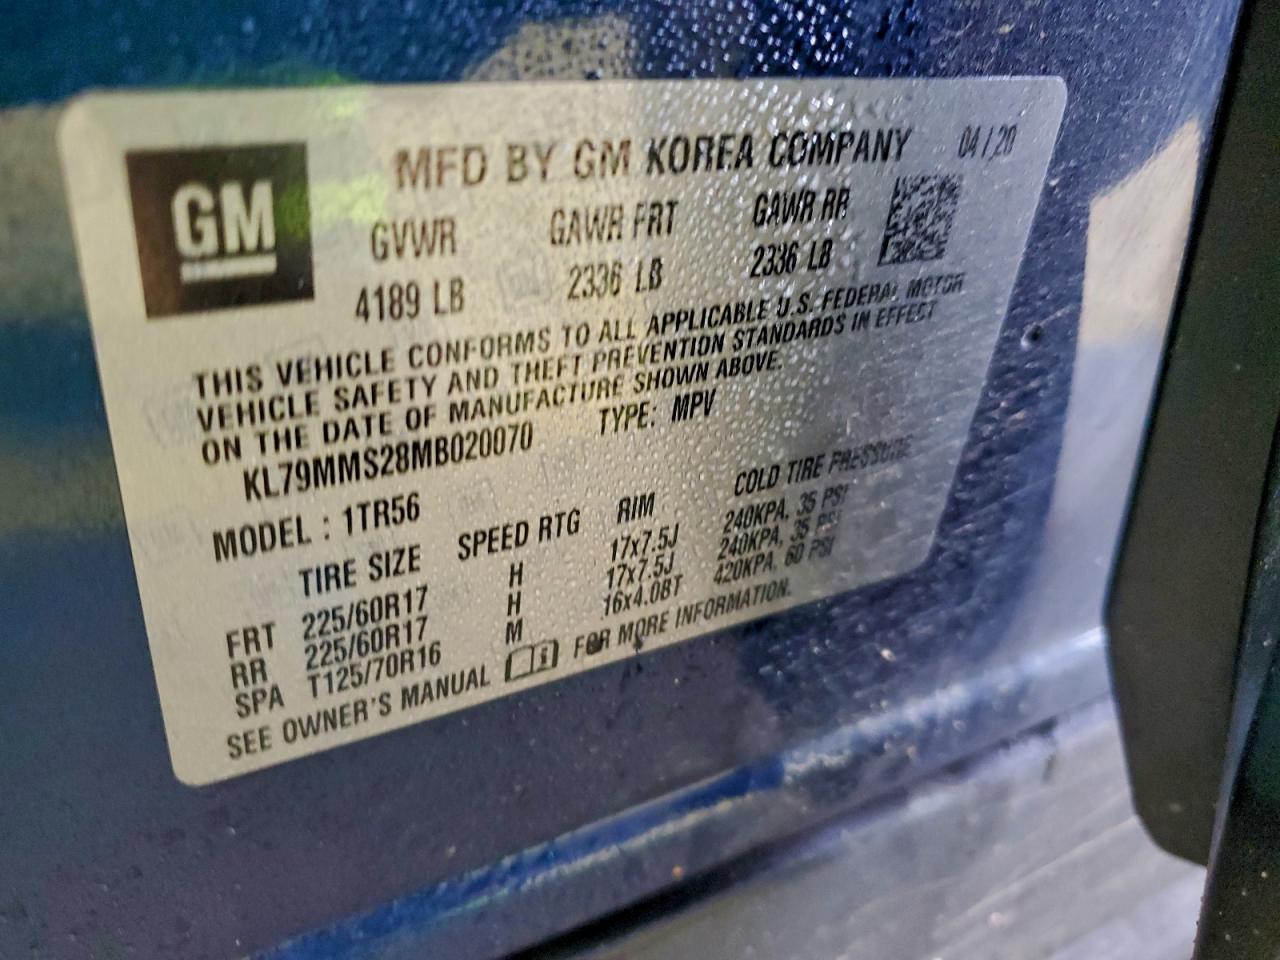 GM
MFD BY GM KOREA COMPANY 04/20
GVWR GAWR FRT GAWR RR
4189 LB 2336 LB 2336 LB
THIS VEHICLE CONFORMS TO ALL APPLICABLE U.S. FEDERAL MOTOR
VEHICLE SAFETY AND THEFT PREVENTION STANDARDS IN EFFECT
ON THE DATE OF MANUFACTURE SHOWN ABOVE.
KL79MMS28MB020070 TYPE: MPV
MODEL : 1TR56
TIRE SIZE SPEED RTG RIM COLD TIRE PRESSURE
FRT 225/60R17 H 17x7.5J 240KPA, 35 PSI
RR 225/60R17 H 17x7.5J 240KPA, 35 PSI
SPA T125/70R16 M 16x4.0BT 420KPA, 60 PSI
SEE OWNER'S MANUAL FOR MORE INFORMATION.